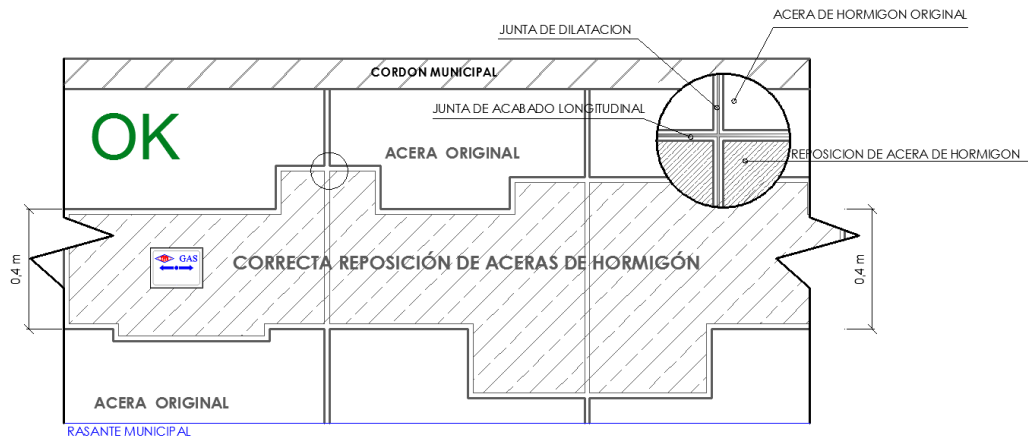 ACERA DE HORMIGON ORIGINAL
JUNTA DE DILATACION
CORDON MUNICIPAL
JUNTA DE ACABADO LONGITUDINAL
OK
ACERA ORIGINAL
REPOSICION DE ACERA DE HORMIGON
0,4 m
GAS
CORRECTA REPOSICIÓN DE ACERAS DE HORMIGÓN
0,4 m
ACERA ORIGINAL
RASANTE MUNICIPAL